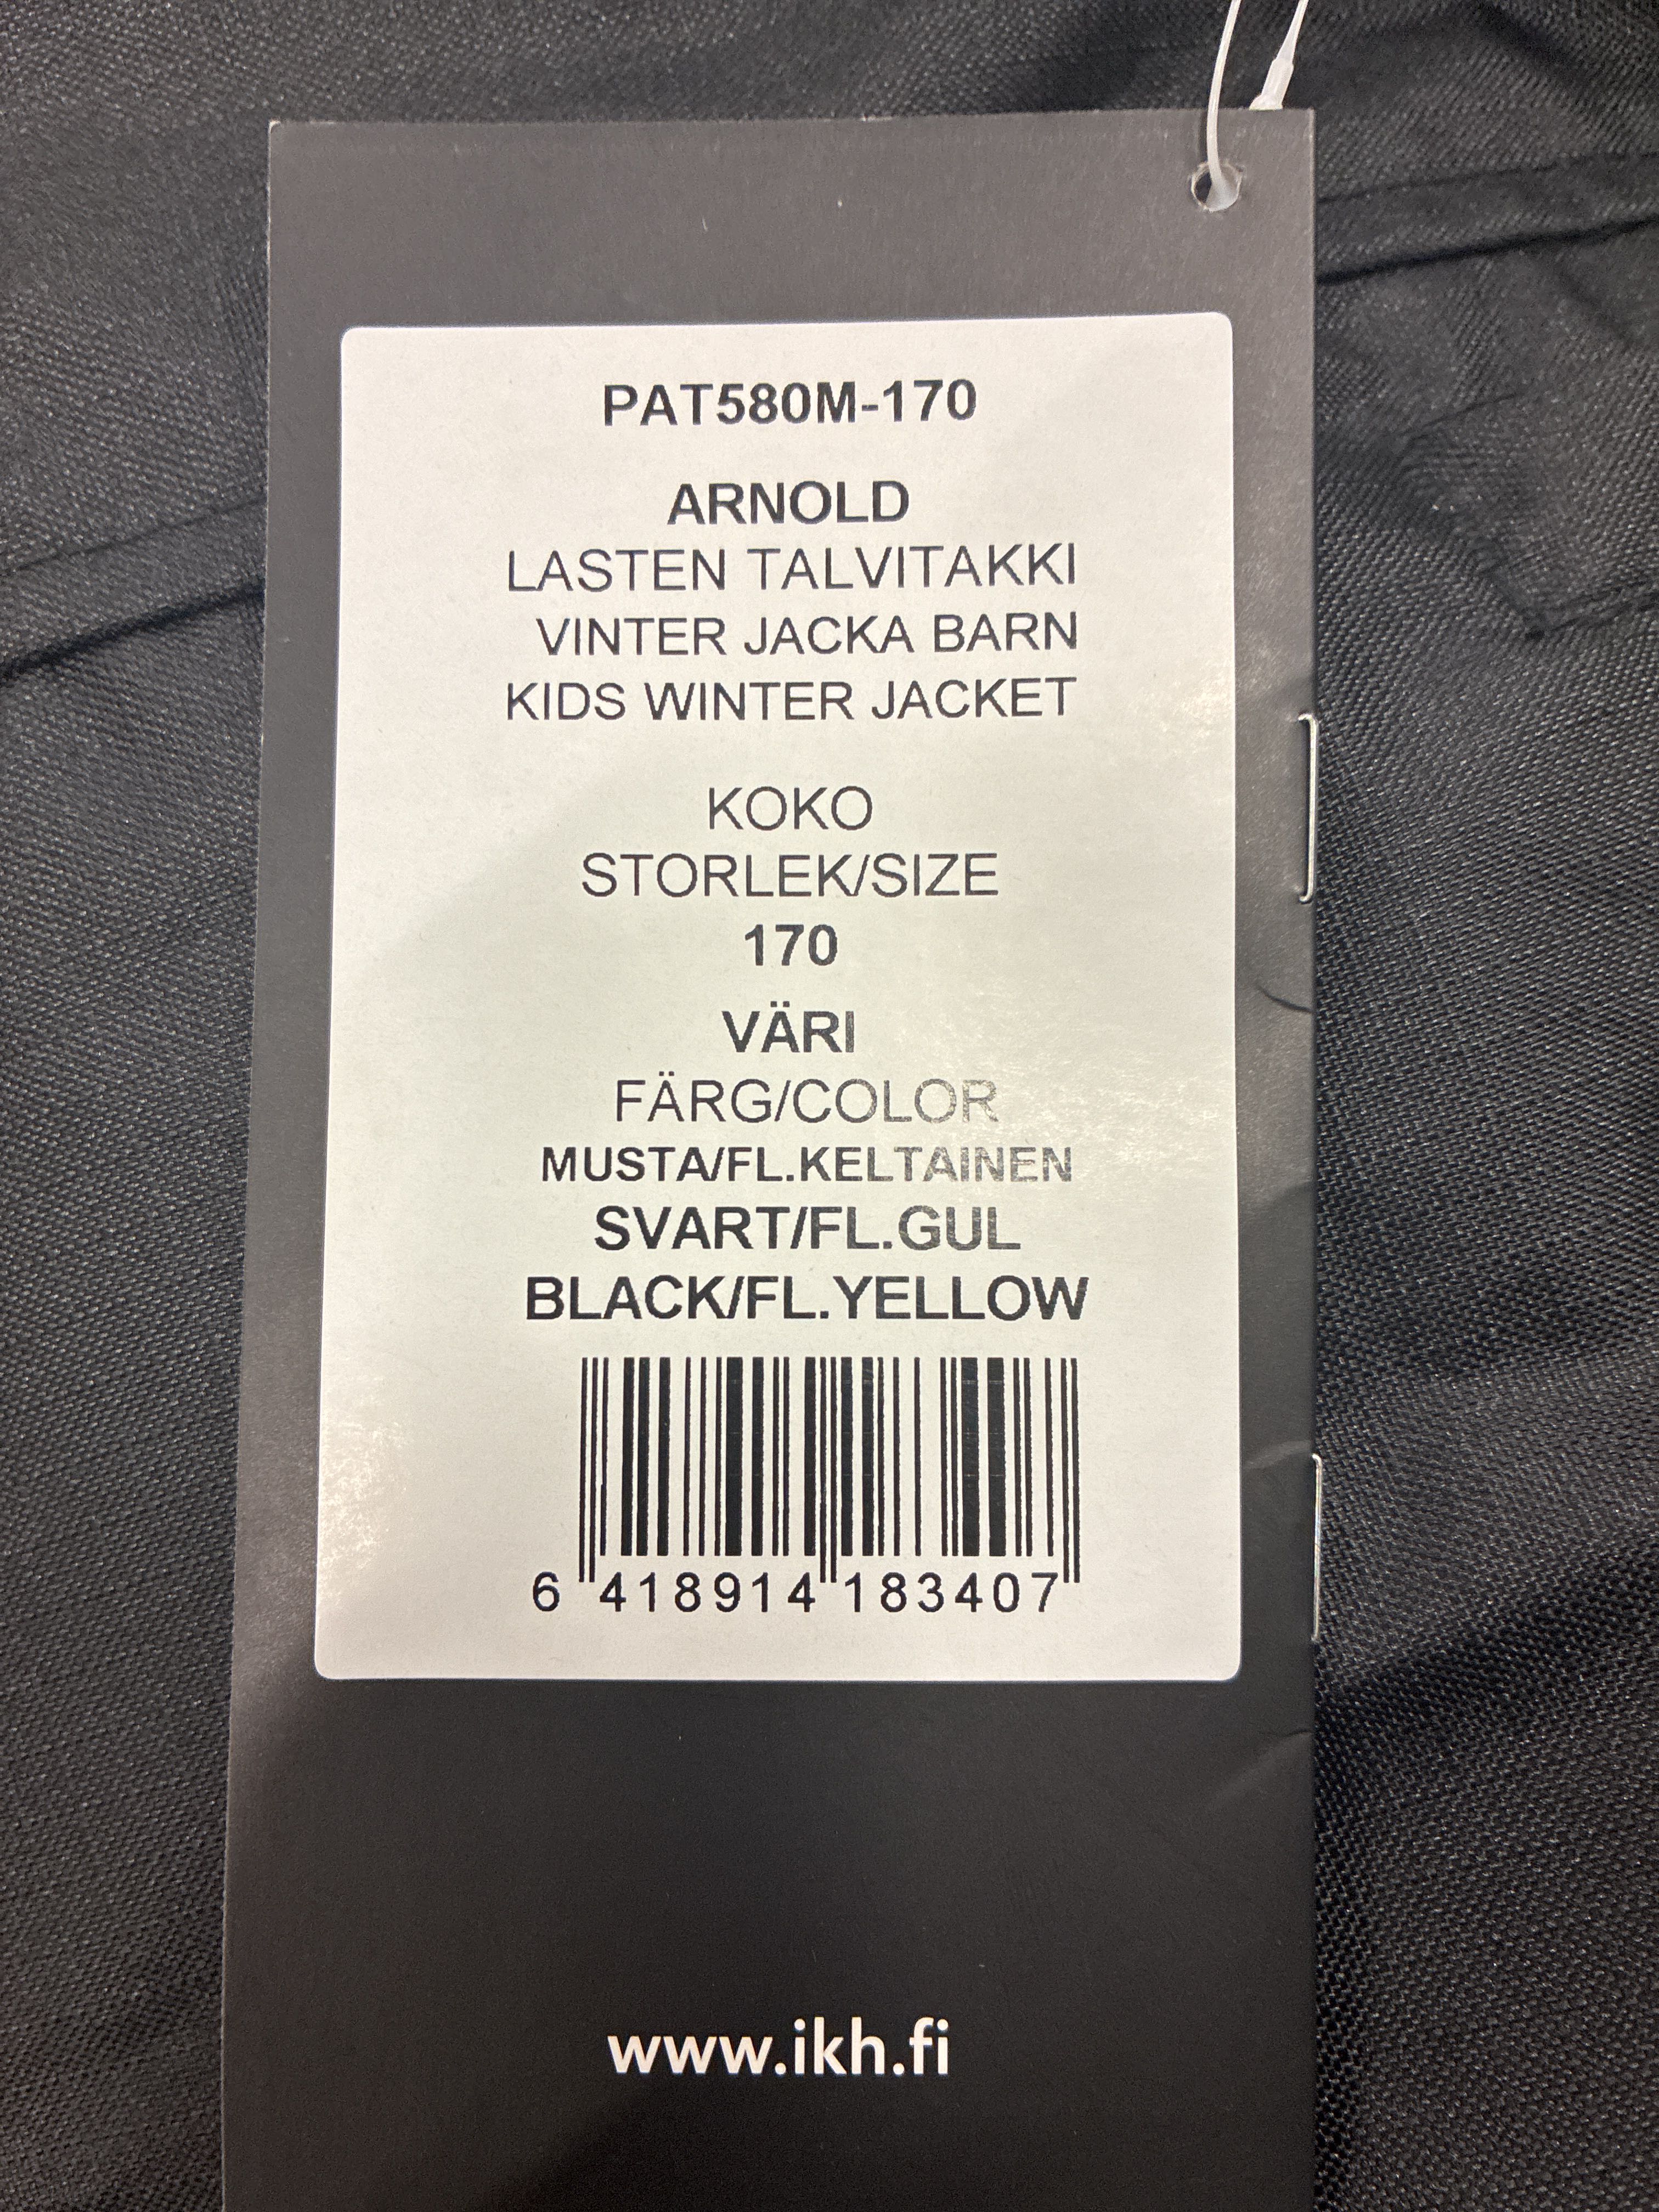 PAT580M-170
ARNOLD
LASTEN TALVITAKKI
VINTER JACKA BARN
KIDS WINTER JACKET
KOKO
STORLEK/SIZE
170
VÄRI
FÄRG/COLOR
MUSTA/FL.KELTAINEN
SVART/FL.GUL
BLACK/FL.YELLOW
6 418914 183407
www.ikh.fi